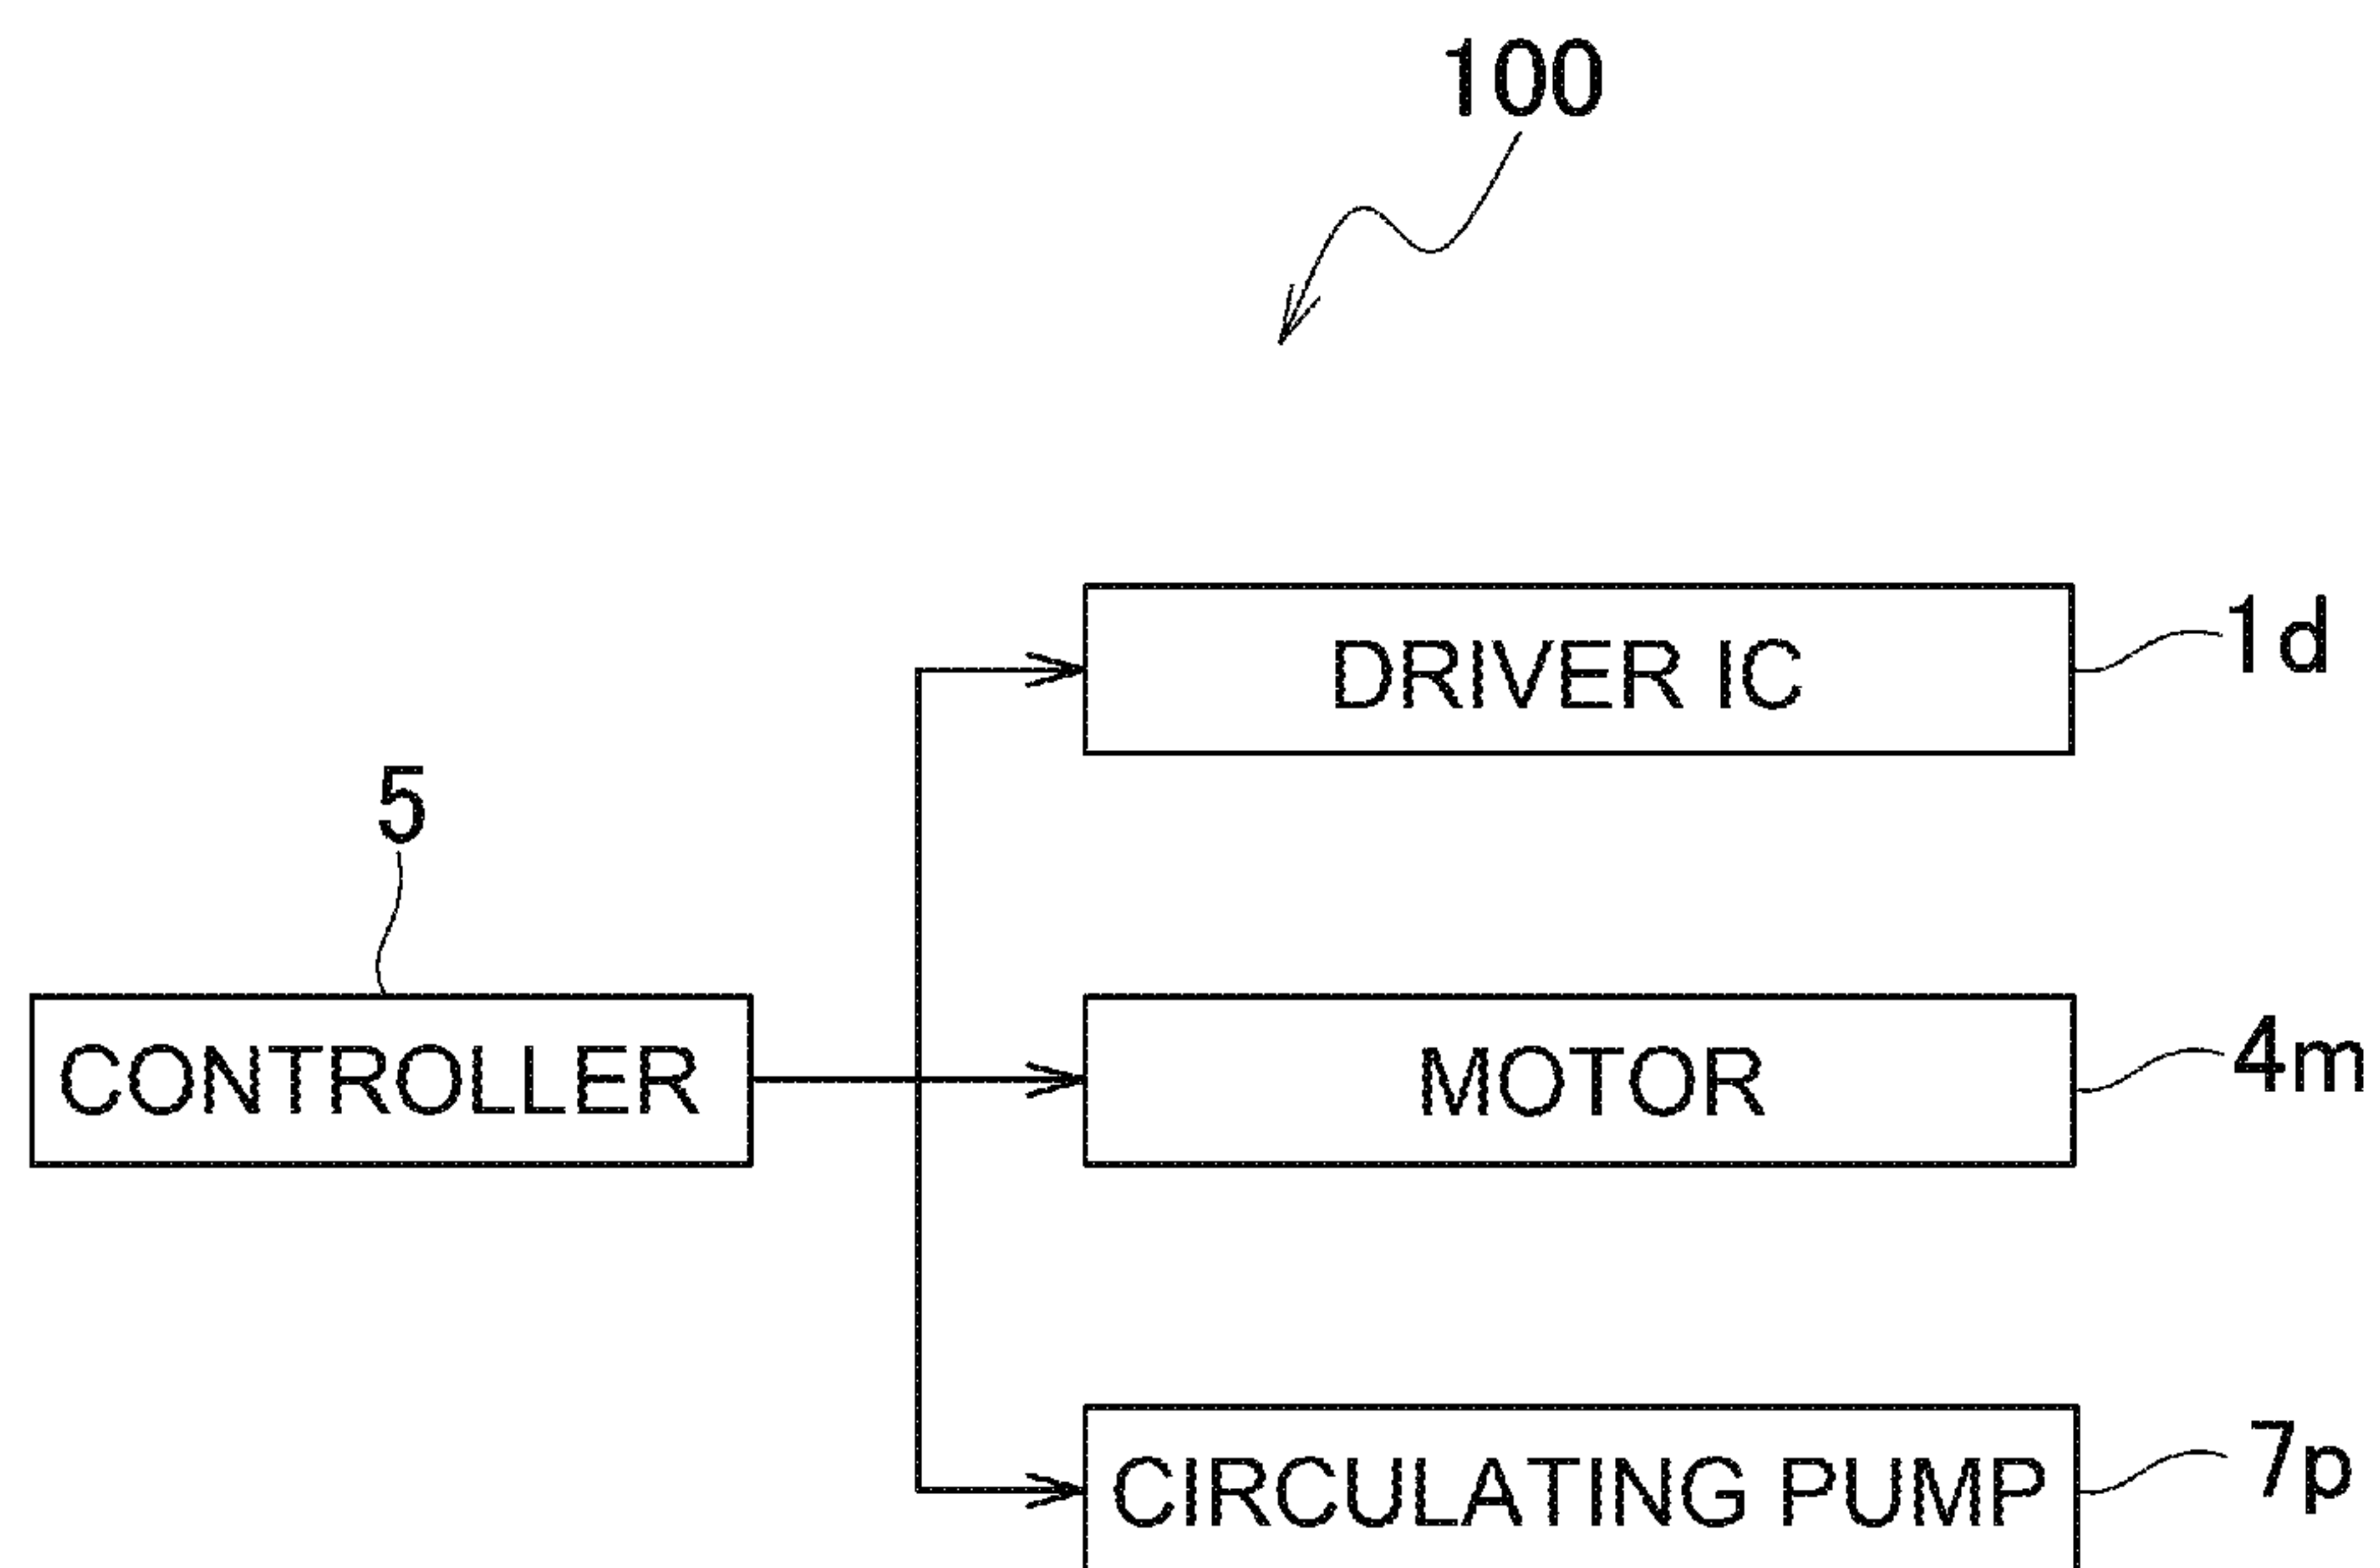 100
DRIVER IC
1d
5
CONTROLLER
MOTOR
4m
CIRCULATING PUMP
7p